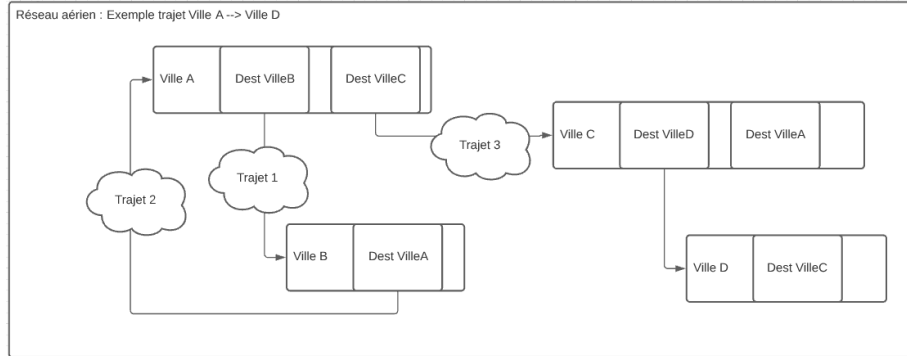 Réseau aérien : Exemple trajet Ville A --> Ville D
Ville A
Dest VilleB
Dest VilleC
Trajet 3
Ville C
Dest VilleD
Dest VilleA
Trajet 1
Trajet 2
Ville B
Dest VilleA
Ville D
Dest VilleC